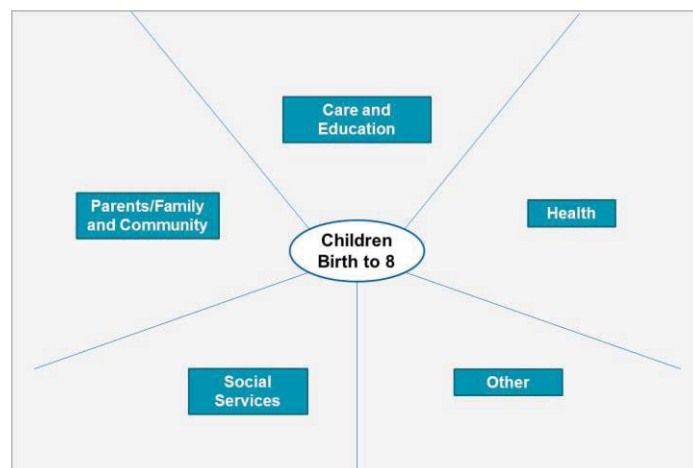 Care and
Education
Parents/Family
and Community
Health
Children
Birth to 8
Social
Services
Other